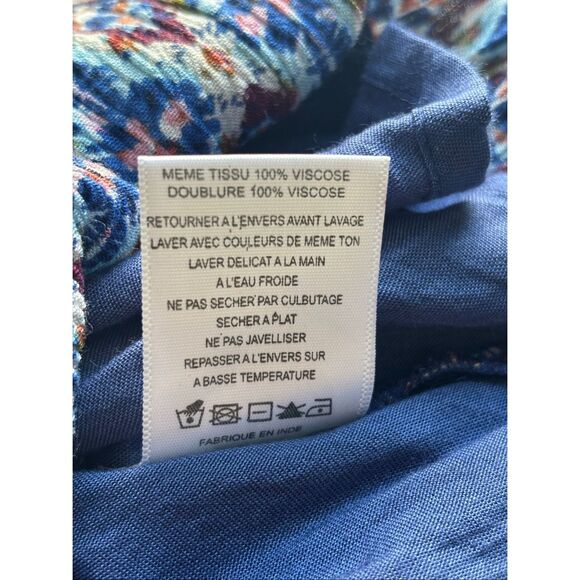 MEME TISSU 100% VISCOSE
DOUBLURE 100% VISCOSE
RETOURNER A L'ENVERS AVANT LAVAGE
LAVER AVEC COULEURS DE MEME TON
LAVER DELICAT A LA MAIN
A L'EAU FROIDE
NE PAS SECHER PAR CULBUTAGE
SECHER A PLAT
NE PAS JAVELLISER
REPASSER A L'ENVERS SUR
A BASSE TEMPERATURE
FABRIQUE EN INDE